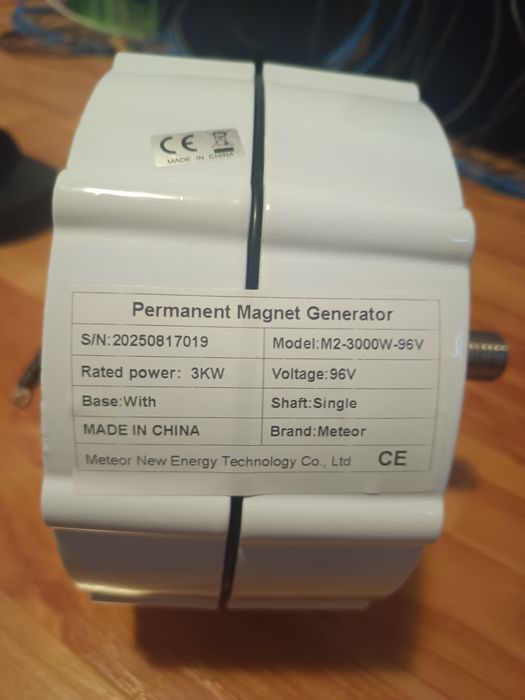 CE
MADE IN CHINA
Permanent Magnet Generator
S/N:20250817019 Model:M2-3000W-96V
Rated power: 3KW Voltage:96V
Base:With Shaft:Single
MADE IN CHINA Brand:Meteor
Meteor New Energy Technology Co., Ltd CE